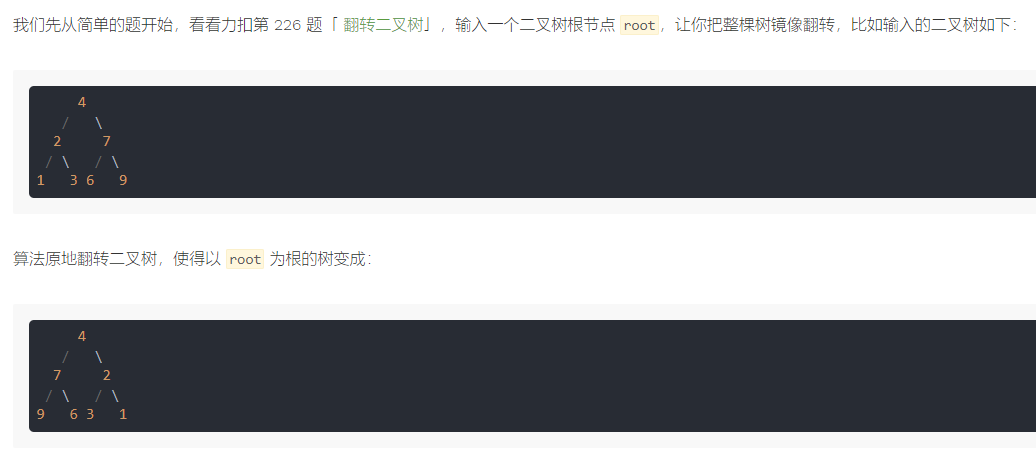 我们先从简单的题开始，看看力扣第 226 题「 翻转二叉树」，输入一个二叉树根节点 root，让你把整棵树镜像翻转，比如输入的二叉树如下：
     4
   /   \
  2     7
 / \   / \
1   3 6   9
算法原地翻转二叉树，使得以 root 为根的树变成：
     4
   /   \
  7     2
 / \   / \
9   6 3   1